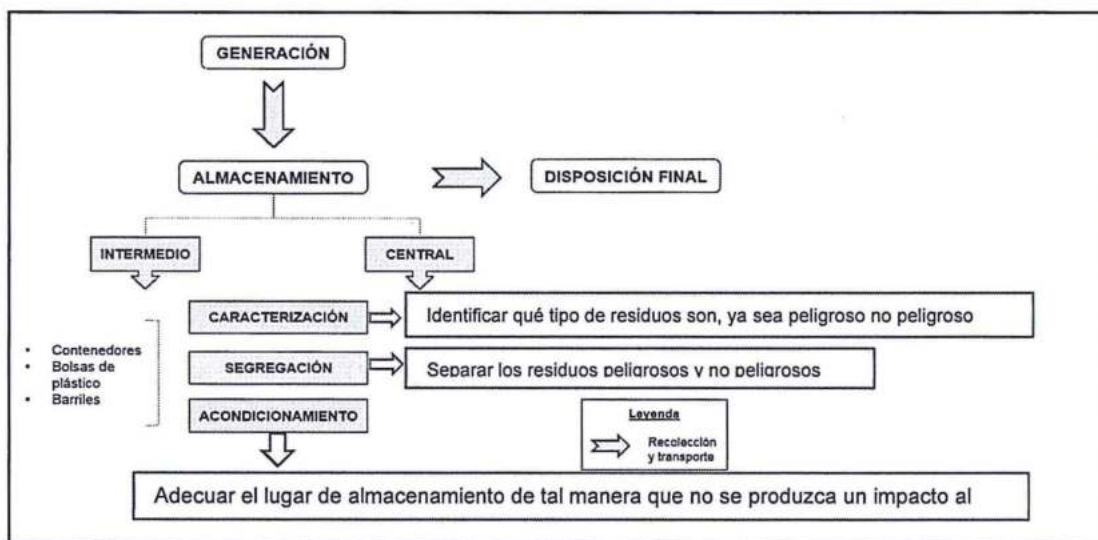 GENERACIÓN
ALMACENAMIENTO
DISPOSICIÓN FINAL
INTERMEDIO
CENTRAL
CARACTERIZACIÓN
Identificar qué tipo de residuos son, ya sea peligroso no peligroso
• Contenedores
• Bolsas de
plástico
• Barriles
SEGREGACIÓN
Separar los residuos peligrosos y no peligrosos
ACONDICIONAMIENTO
Leyenda
Recolección
y transporte
Adecuar el lugar de almacenamiento de tal manera que no se produzca un impacto al